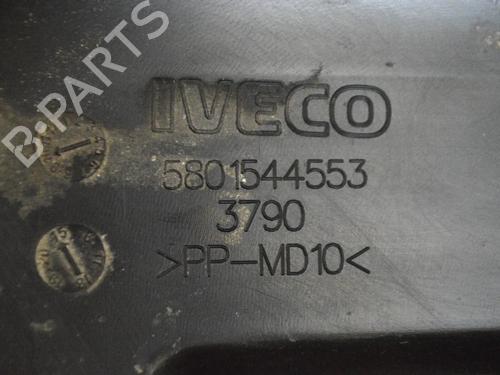 B-PARTS
IVECO
5801544553
3790
>PP-MD10<